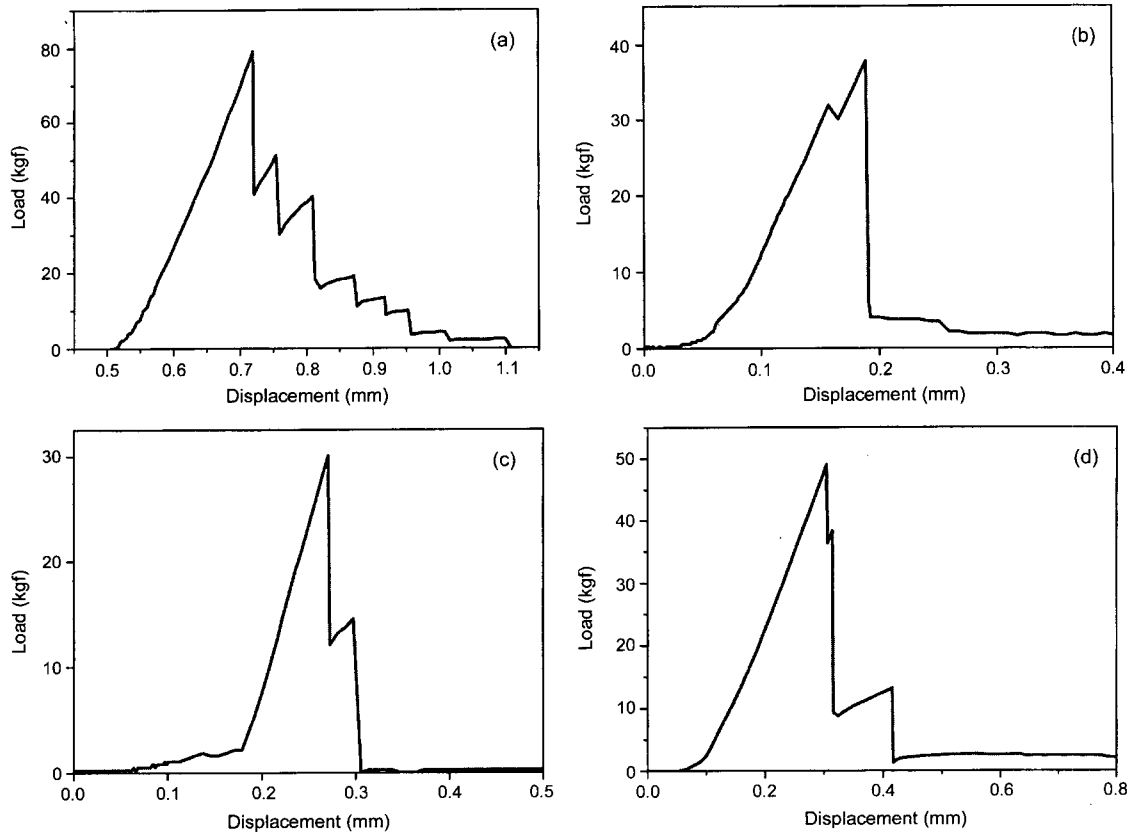 (a)
Load (kgf)
80
60
40
20
0
0.5 0.6 0.7 0.8 0.9 1.0 1.1
Displacement (mm)
(b)
Load (kgf)
40
30
20
10
0
0.0 0.1 0.2 0.3 0.4
Displacement (mm)
(c)
Load (kgf)
30
20
10
0
0.0 0.1 0.2 0.3 0.4 0.5
Displacement (mm)
(d)
Load (kgf)
50
40
30
20
10
0
0.0 0.2 0.4 0.6 0.8
Displacement (mm)